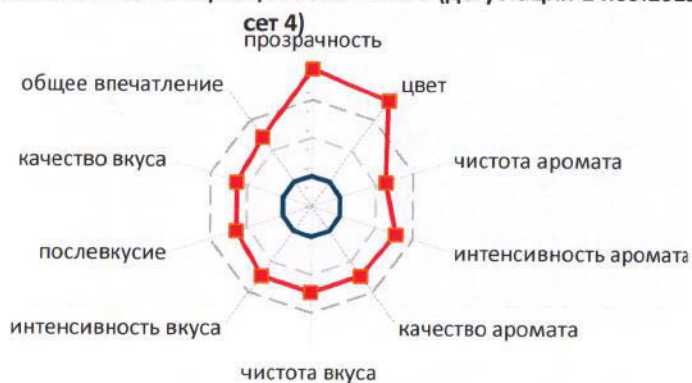 сет 4)
прозрачность
общее впечатление
цвет
качество вкуса
чистота аромата
послевкусие
интенсивность аромата
интенсивность вкуса
качество аромата
чистота вкуса